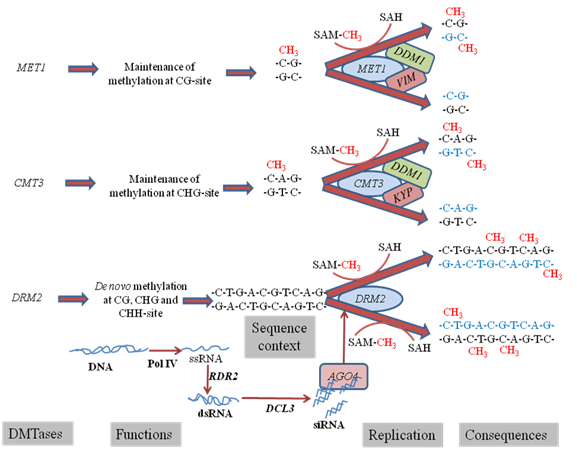 CH3
SAH
-C-G-
SAM-CH3
-G-C-
CH3
CH3
DDM1
MET1
Maintenance of
methylation at CG-site
-C-G-
-G-C-
MET1
VIM
-C-G-
-G-C-
CH3
SAH
-C-A-G-
SAM-CH3
-G-T-C-
CH3
CH3
DDM1
CMT3
Maintenance of
methylation at CHG-site
-C-A-G-
-G-T-C-
CMT3
KYP
-C-A-G-
-G-T-C-
CH3 CH3
SAH
-C-T-G-A-C-G-T-C-A-G-
SAM-CH3
-G-A-C-T-G-C-A-G-T-C-
CH3
DRM2
De novo methylation
at CG, CHG and
CHH-site
-C-T-G-A-C-G-T-C-A-G-
-G-A-C-T-G-C-A-G-T-C-
DRM2
CH3
-C-T-G-A-C-G-T-C-A-G-
-G-A-C-T-G-C-A-G-T-C-
CH3 CH3
SAM-CH3
SAH
Sequence
context
DNA
Pol IV
ssRNA
RDR2
dsRNA
DCL3
AGO4
siRNA
DMTases
Functions
Replication
Consequences